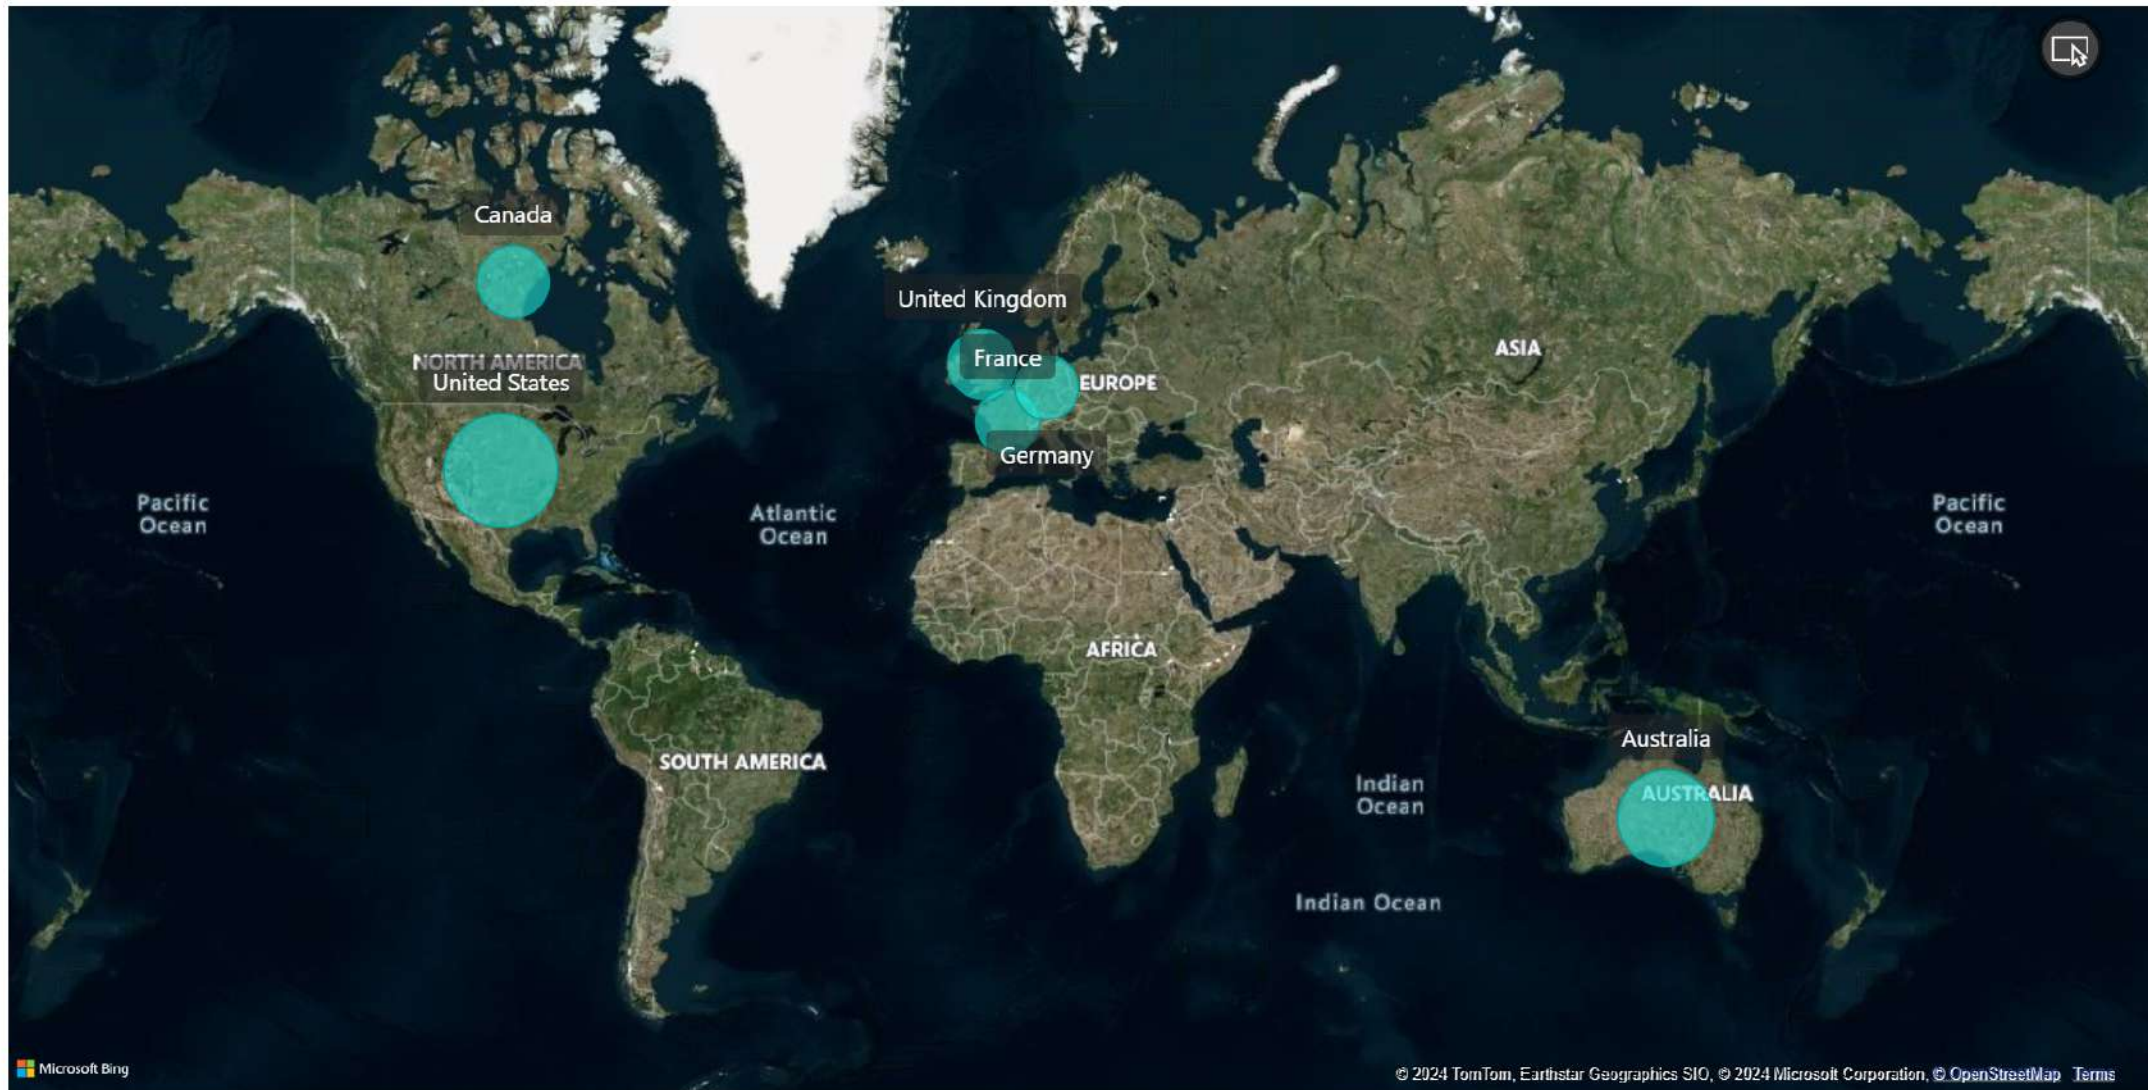 Canada
United Kingdom
NORTH AMERICA
France
ASIA
United States
EUROPE
Germany
Pacific
Ocean
Atlantic
Ocean
Pacific
Ocean
AFRICA
Australia
SOUTH AMERICA
Indian
Ocean
AUSTRALIA
Indian Ocean
Microsoft Bing
© 2024 TomTom, Earthstar Geographics SIO, © 2024 Microsoft Corporation, © OpenStreetMap Terms